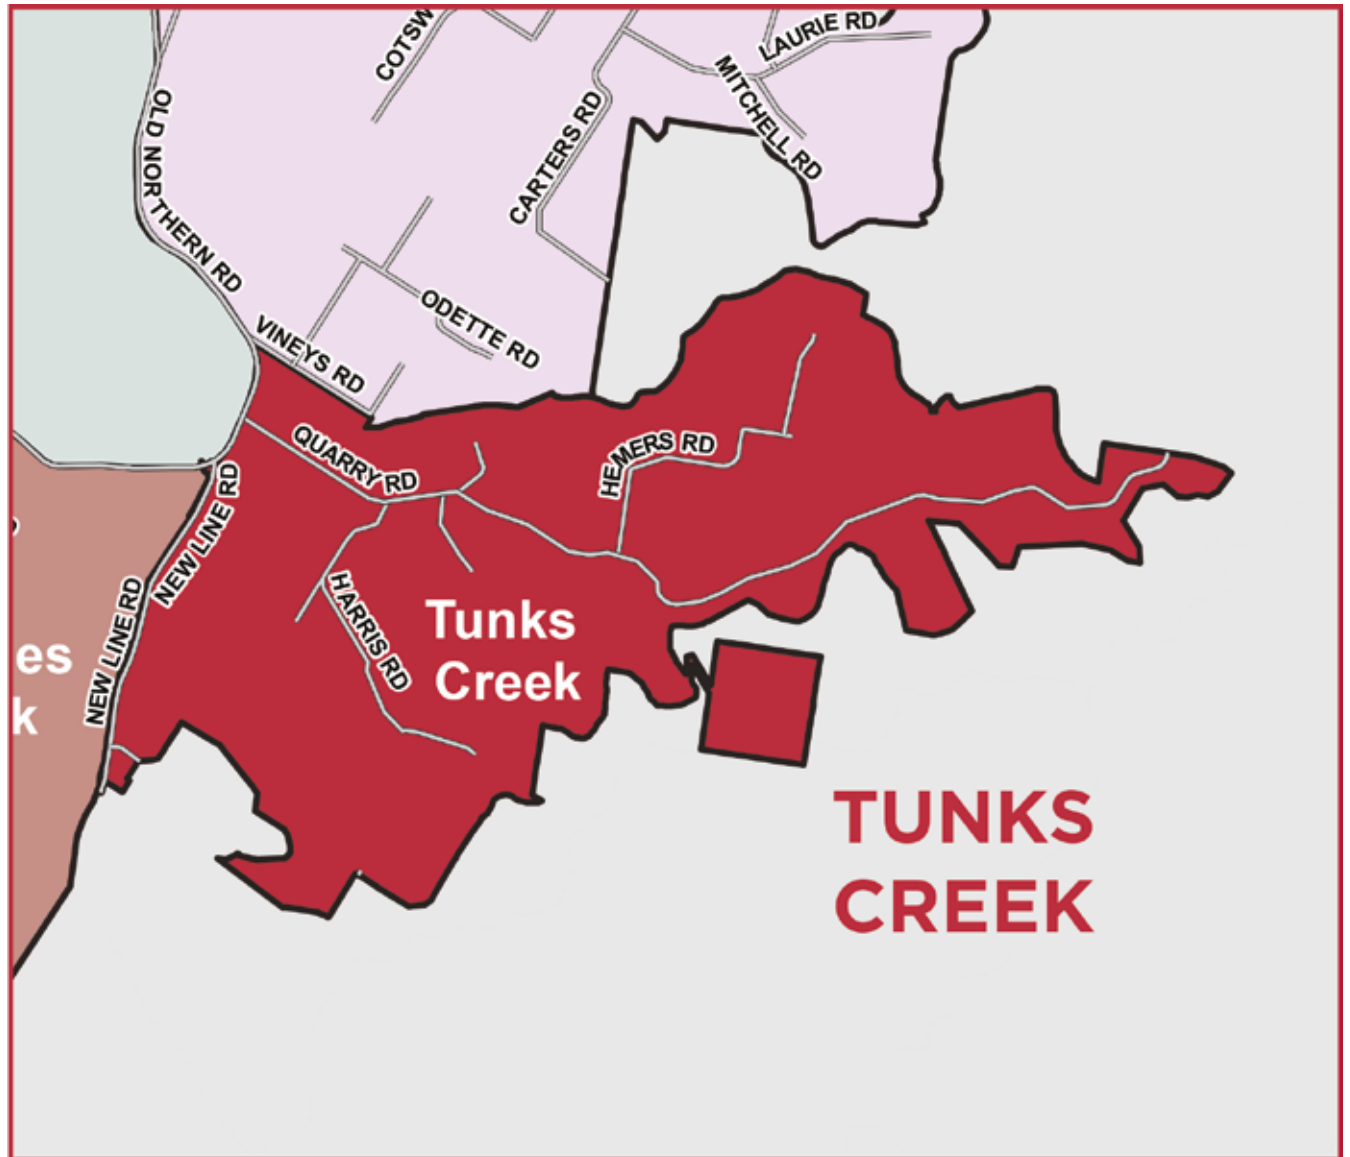 COTSW
LAURIE RD
MITCHELL RD
CARTERS RD
OLD NORTHERN RD
ODETTE RD
VINEYS RD
QUARRY RD
HEMERS RD
NEW LINE RD
NEW LINE RD
HARRIS RD
Tunks
Creek
es
k
TUNKS
CREEK